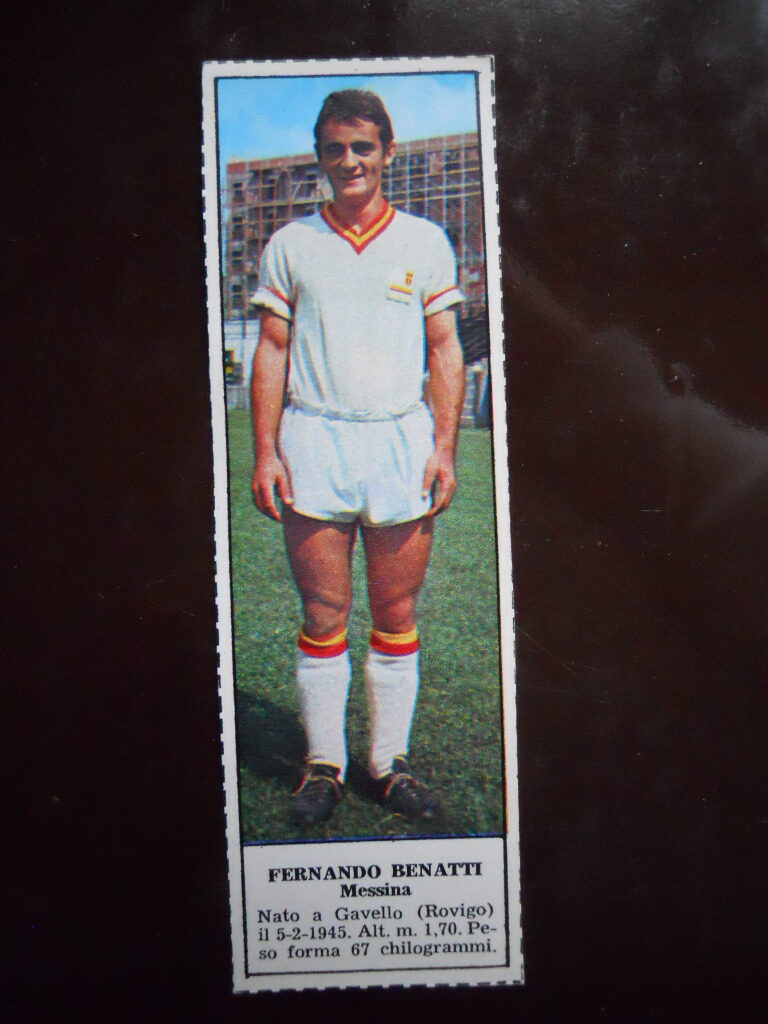 FERNANDO BENATTI
Messina
Nato a Gavello (Rovigo)
il 5-2-1945. Alt. m. 1,70. Pe-
so forma 67 chilogrammi.